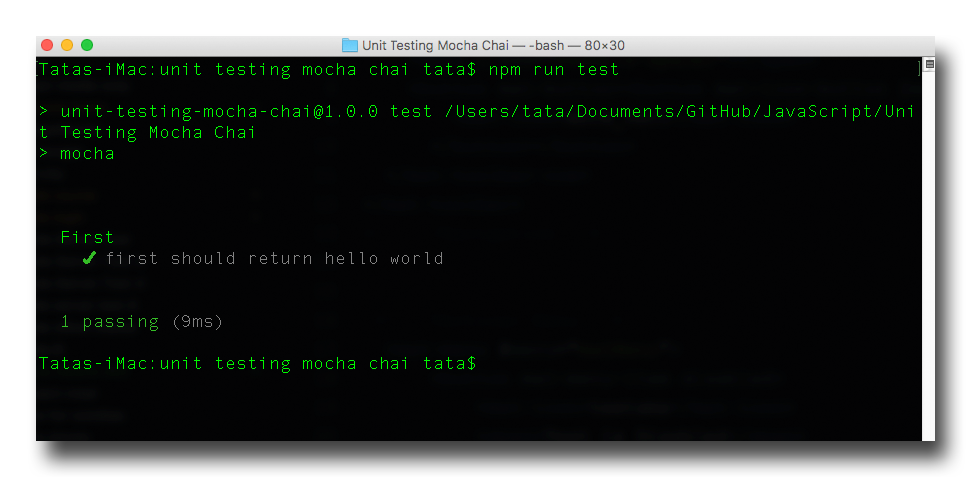 Unit Testing Mocha Chai — -bash — 80×30
[Tatas-iMac:unit testing mocha chai tata$ npm run test ]
> unit-testing-mocha-chai@1.0.0 test /Users/tata/Documents/GitHub/JavaScript/Uni
t Testing Mocha Chai
> mocha
First
✓ first should return hello world
1 passing (9ms)
Tatas-iMac:unit testing mocha chai tata$